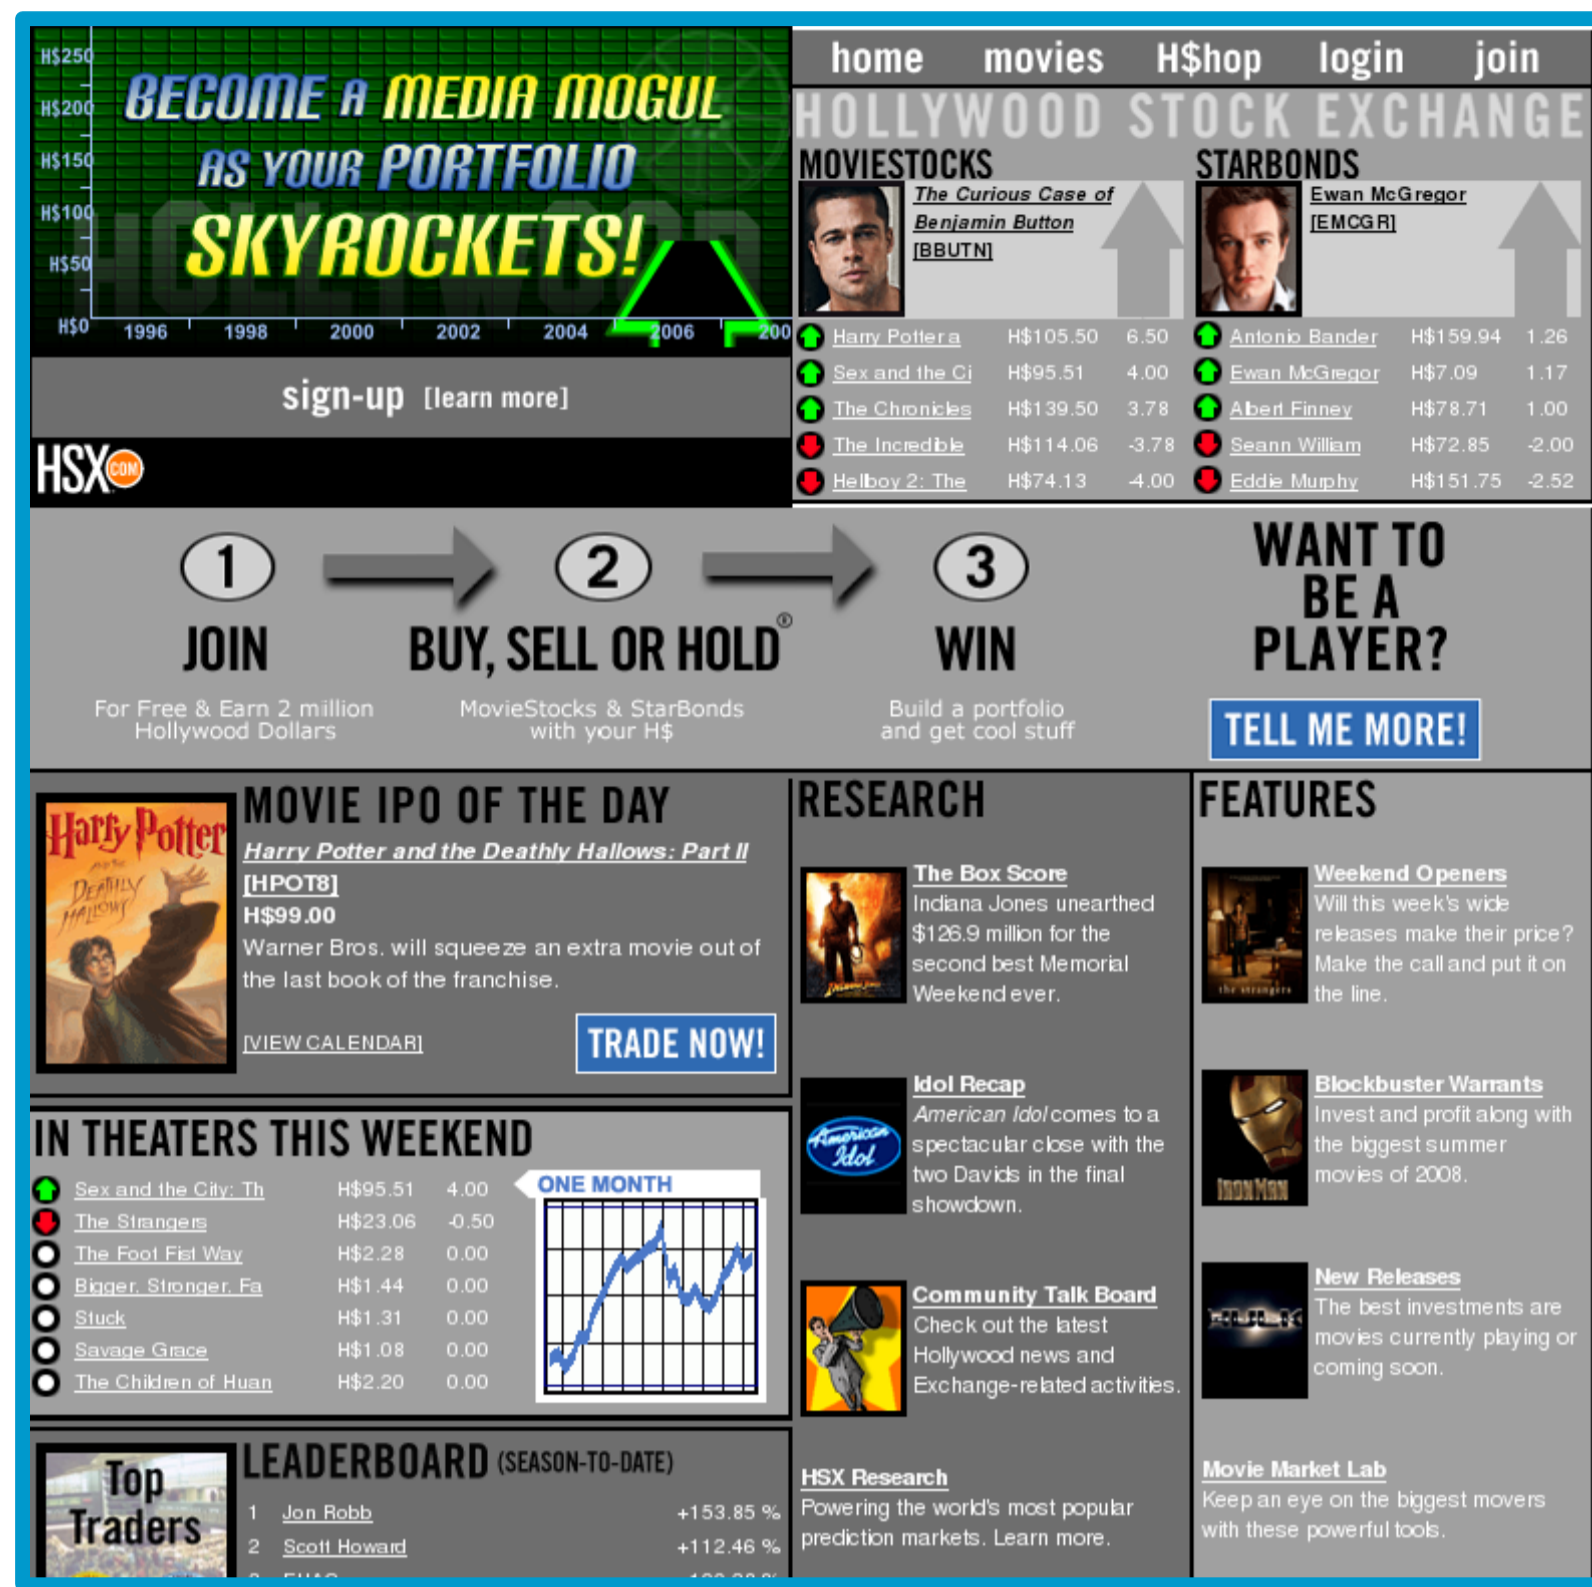 H$250
H$200
H$150
H$100
H$50
H$0
BECOME A MEDIA MOGUL
AS YOUR PORTFOLIO
SKYROCKETS!
HOLLYWOOD
1996 1998 2000 2002 2004 2006 200
sign-up [learn more]
HSX.COM
home movies H$hop login join
HOLLYWOOD STOCK EXCHANGE
MOVIESTOCKS
The Curious Case of
Benjamin Button
[BBUTN]
Harry Potter a H$105.50 6.50
Sex and the Ci H$95.51 4.00
The Chronicles H$139.50 3.78
The Incredible H$114.06 -3.78
Hellboy 2: The H$74.13 -4.00
STARBONDS
Ewan McGregor
[EMCGR]
Antonio Bander H$159.94 1.26
Ewan McGregor H$7.09 1.17
Albert Finney H$78.71 1.00
Seann William H$72.85 -2.00
Eddie Murphy H$151.75 -2.52
1
JOIN
For Free & Earn 2 million
Hollywood Dollars
2
BUY, SELL OR HOLD®
MovieStocks & StarBonds
with your H$
3
WIN
Build a portfolio
and get cool stuff
WANT TO
BE A
PLAYER?
TELL ME MORE!
Harry Potter
AND THE
DEATHLY
HALLOWS
MOVIE IPO OF THE DAY
Harry Potter and the Deathly Hallows: Part II
[HPOT8]
H$99.00
Warner Bros. will squeeze an extra movie out of
the last book of the franchise.
[VIEW CALENDAR]
TRADE NOW!
IN THEATERS THIS WEEKEND
Sex and the City: Th H$95.51 4.00
The Strangers H$23.06 -0.50
The Foot Fist Way H$2.28 0.00
Bigger, Stronger, Fa H$1.44 0.00
Stuck H$1.31 0.00
Savage Grace H$1.08 0.00
The Children of Huan H$2.20 0.00
ONE MONTH
Top
Traders
LEADERBOARD (SEASON-TO-DATE)
1 Jon Robb +153.85 %
2 Scott Howard +112.46 %
RESEARCH
The Box Score
Indiana Jones unearthed
$126.9 million for the
second best Memorial
Weekend ever.
American
Idol
Idol Recap
American Idol comes to a
spectacular close with the
two Davids in the final
showdown.
Community Talk Board
Check out the latest
Hollywood news and
Exchange-related activities.
HSX Research
Powering the world's most popular
prediction markets. Learn more.
FEATURES
the strangers
Weekend Openers
Will this week's wide
releases make their price?
Make the call and put it on
the line.
IRON MAN
Blockbuster Warrants
Invest and profit along with
the biggest summer
movies of 2008.
HULK
New Releases
The best investments are
movies currently playing or
coming soon.
Movie Market Lab
Keep an eye on the biggest movers
with these powerful tools.